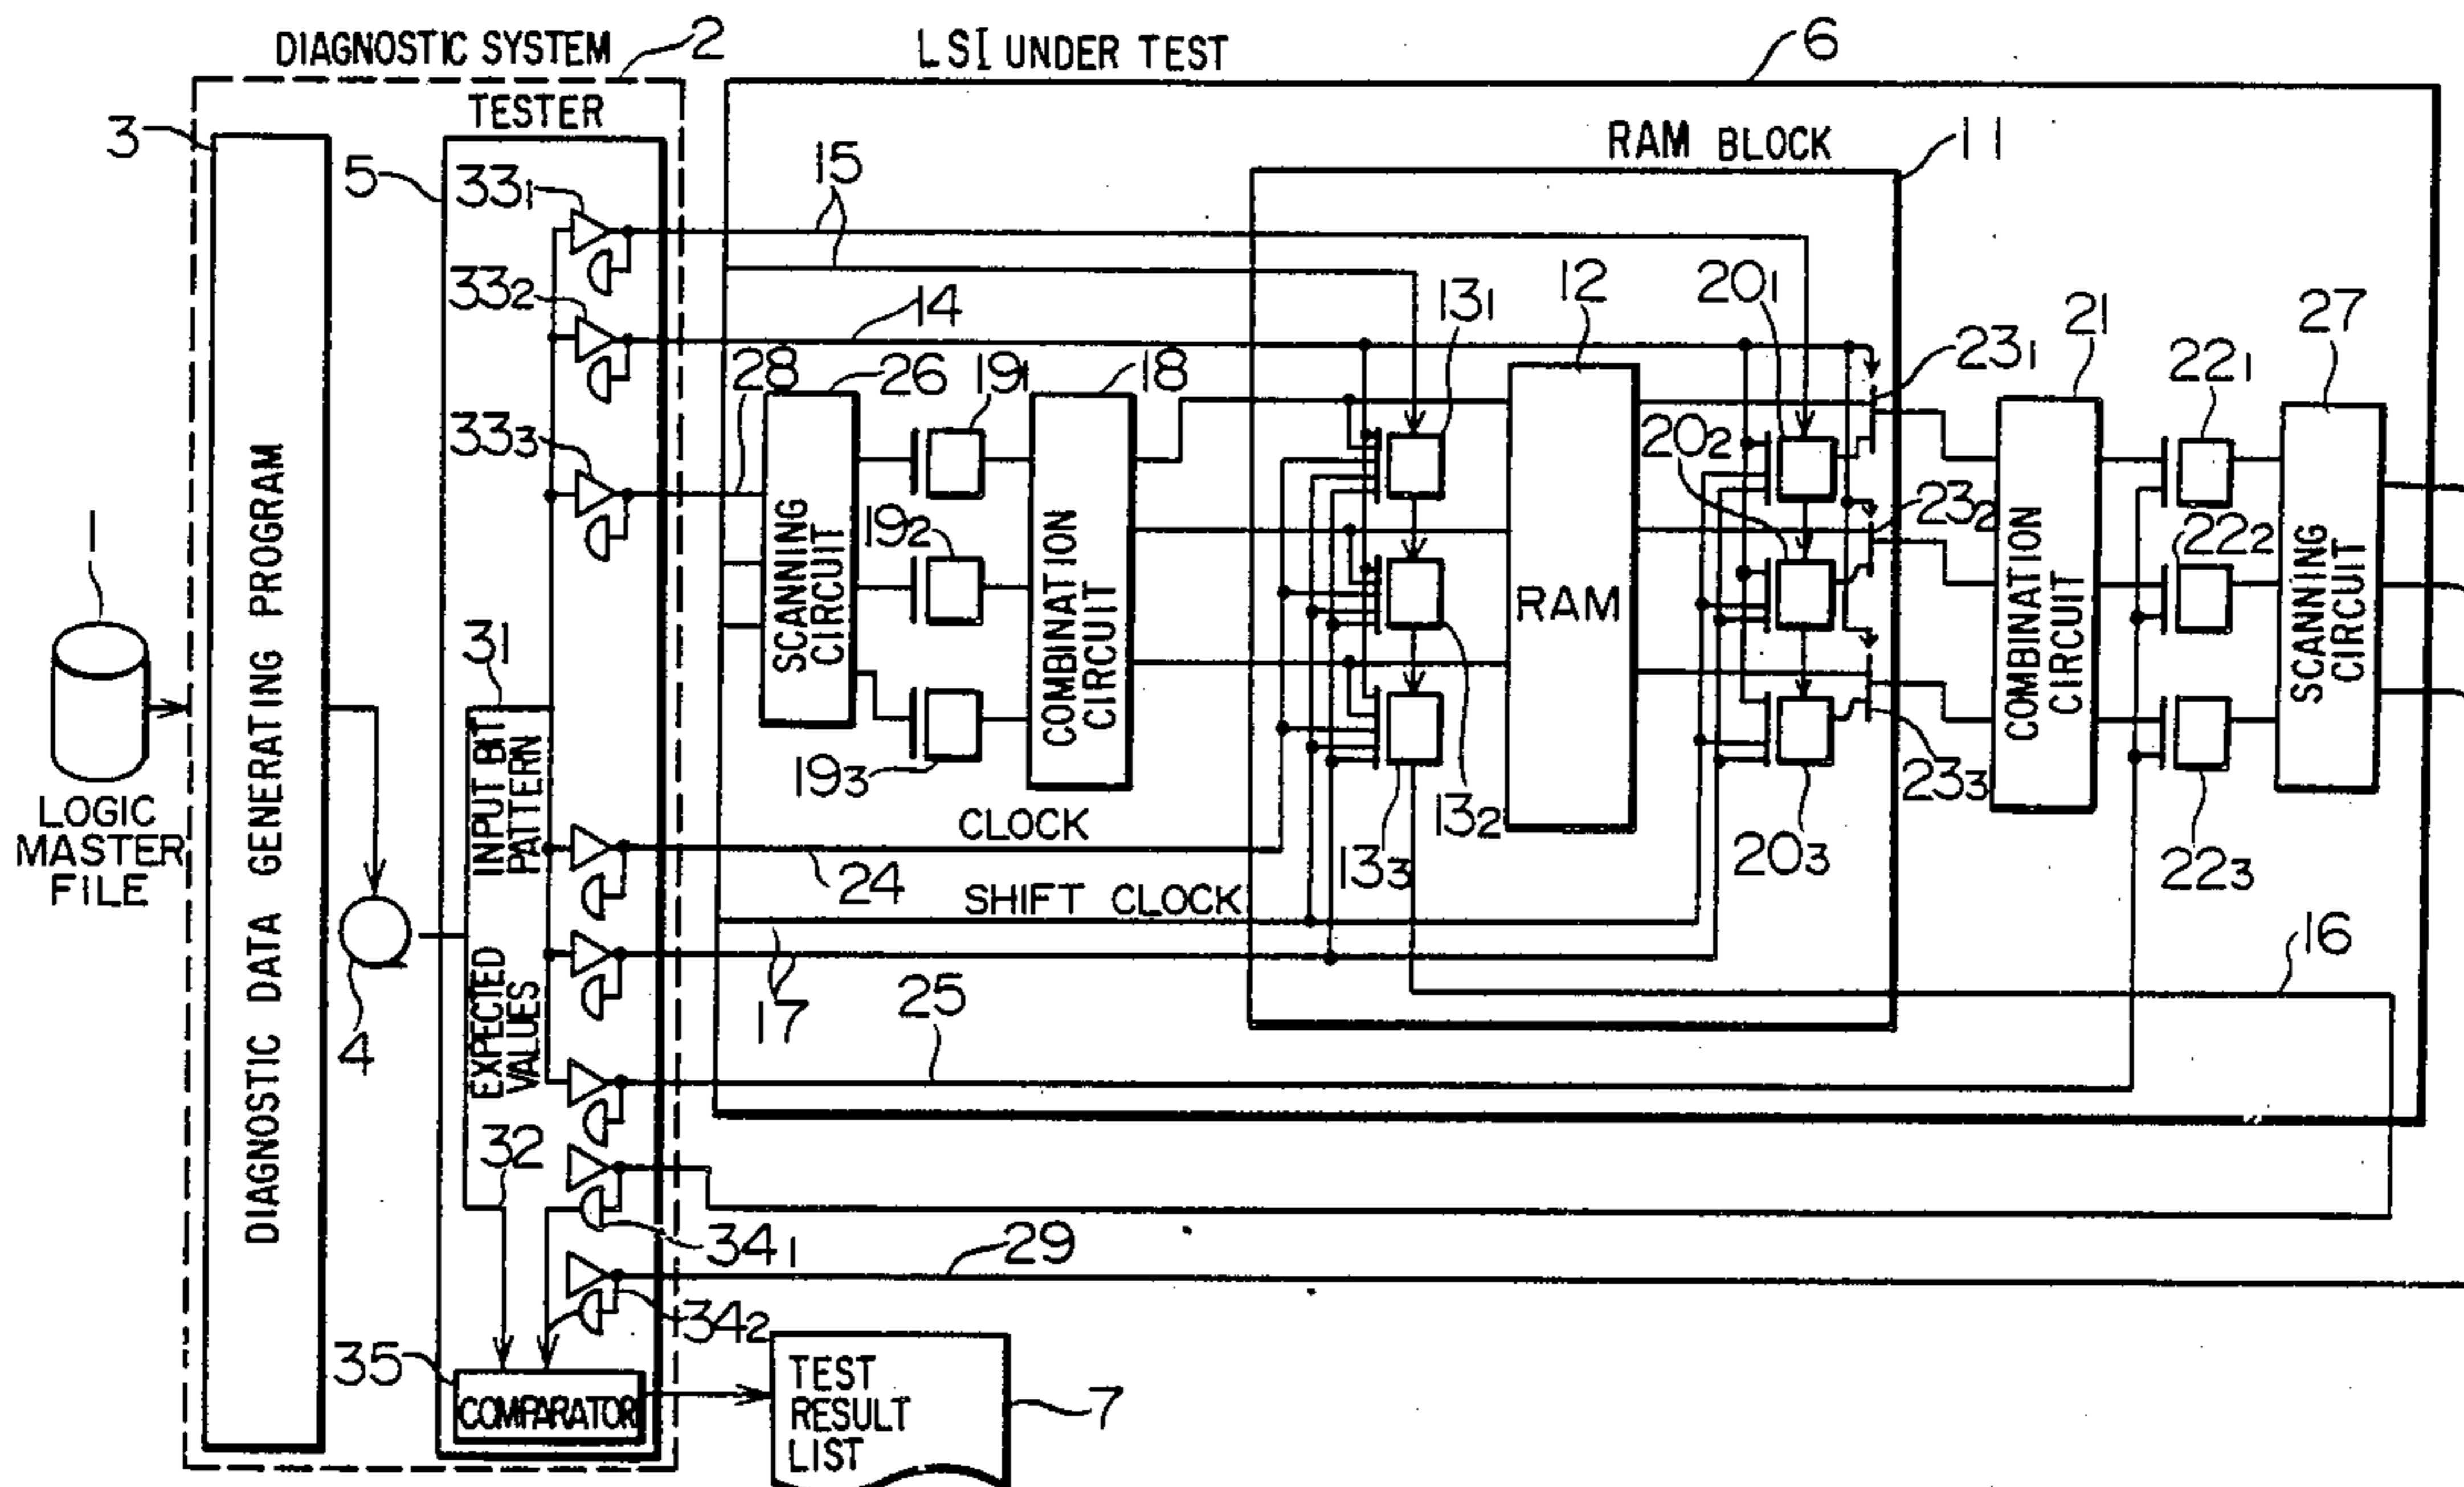 DIAGNOSTIC SYSTEM
2
LSI UNDER TEST
6
TESTER
3
5
RAM BLOCK
11
15
33₁
33₂
33₃
14
28
26
19₁
18
13₁
12
20₁
23₁
21
22₁
27
20₂
23₂
22₂
19₂
1
LOGIC
MASTER
FILE
DIAGNOSTIC DATA GENERATING PROGRAM
4
31
INPUT BIT
PATTERN
EXPECTED
VALUES
SCANNING
CIRCUIT
COMBINATION
CIRCUIT
RAM
COMBINATION
CIRCUIT
SCANNING
CIRCUIT
19₃
13₂
13₃
20₃
23₃
22₃
CLOCK
24
SHIFT CLOCK
17
25
16
32
34₁
29
34₂
35
COMPARATOR
TEST
RESULT
LIST
7